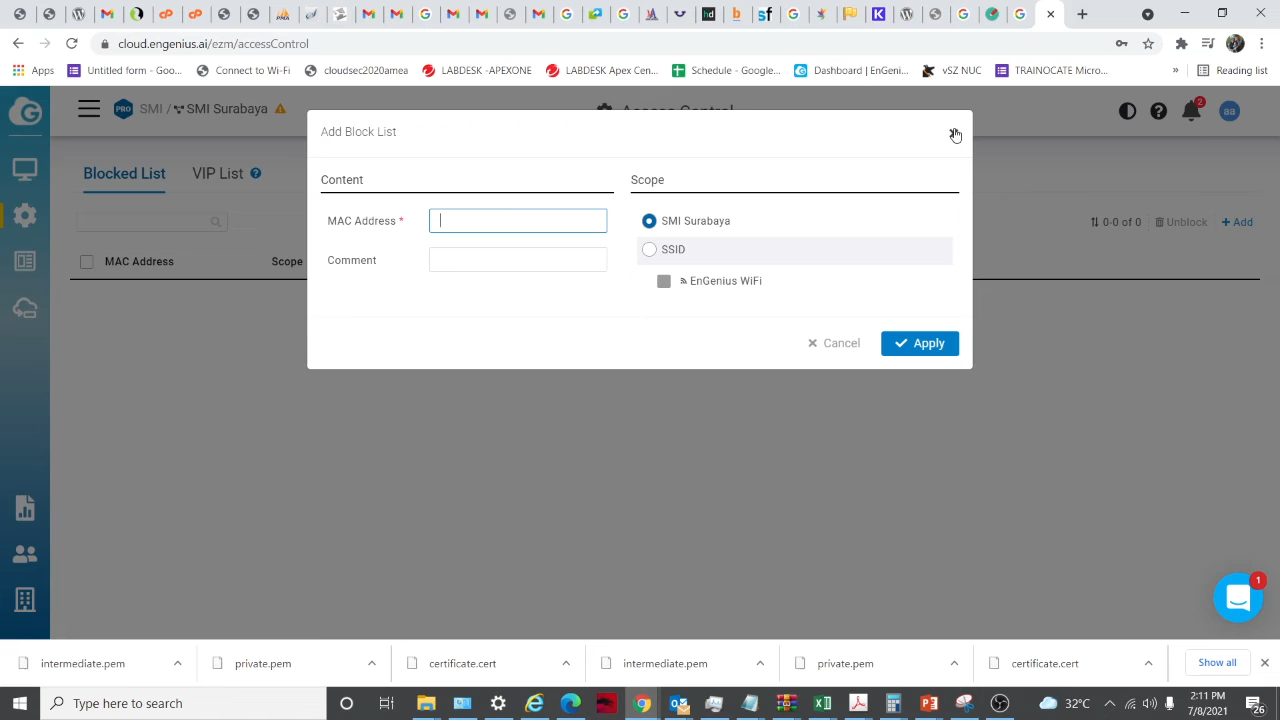 cloud.engenius.ai/ezm/accessControl
Apps
Untitled form - Goo...
Connect to Wi-Fi
cloudsec2020amea
LABDESK -APEXONE
LABDESK Apex Cen...
Schedule - Google...
Dashboard | EnGeni...
vSZ NUC
TRAINOCATE Micro...
»
Reading list
PRO SMI / SMI Surabaya
Access Control
2
aa
Add Block List
Blocked List
VIP List
Content
Scope
MAC Address *
SMI Surabaya
0-0 of 0
Unblock
+ Add
SSID
Comment
MAC Address
Scope
EnGenius WiFi
Cancel
Apply
1
intermediate.pem
private.pem
certificate.cert
intermediate.pem
private.pem
certificate.cert
Show all
Type here to search
32°C
2:11 PM
7/8/2021
26